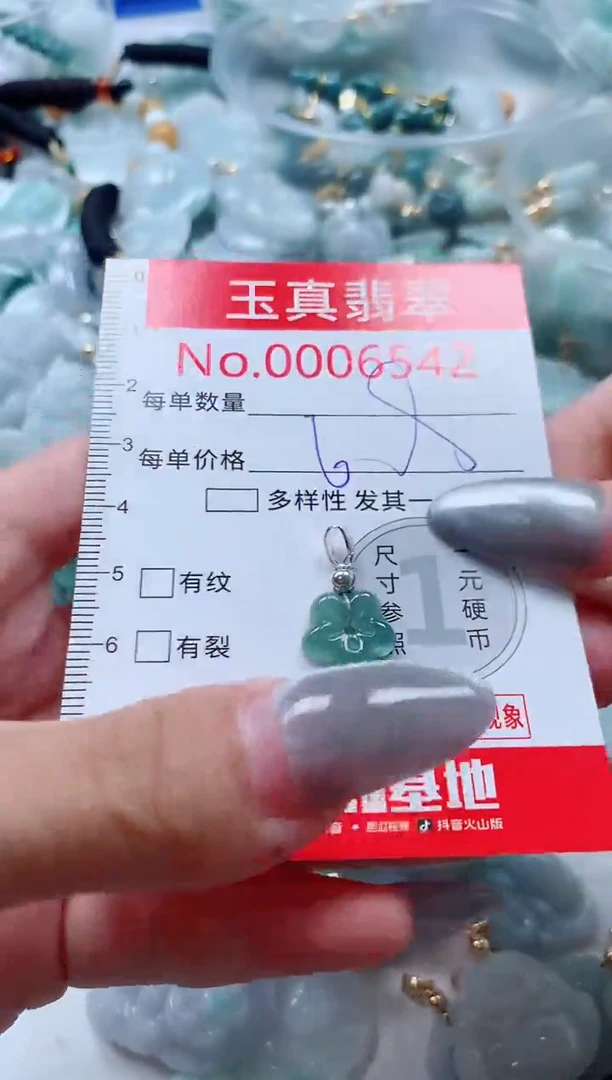 玉真翡翠
No.0006542
0
2
每单数量
3
每单价格
4
多样性 发其一
5
有纹
尺寸参照
1
元硬币
6
有裂
现象
基地
抖音火山版